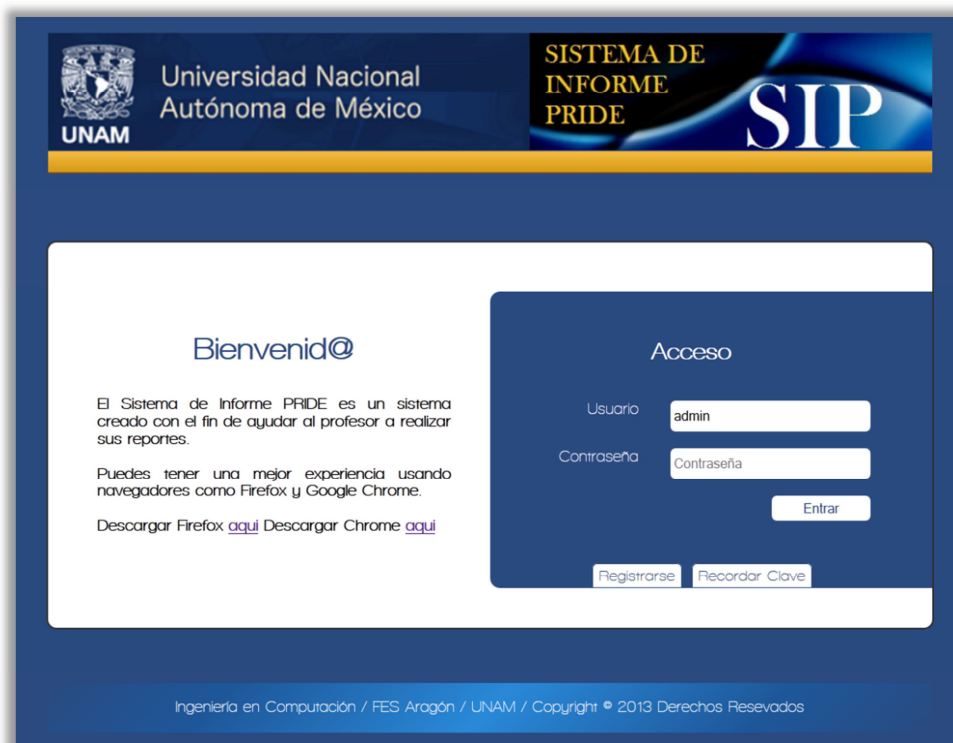 UNAM
Universidad Nacional
Autónoma de México
SISTEMA DE
INFORME
PRIDE
SIP
Bienvenid@
El Sistema de Informe PRIDE es un sistema
creado con el fin de ayudar al profesor a realizar
sus reportes.
Puedes tener una mejor experiencia usando
navegadores como Firefox y Google Chrome.
Descargar Firefox aqui Descargar Chrome aqui
Acceso
Usuario admin
Contraseña Contraseña
Entrar
Registrarse Recordar Clave
Ingeniería en Computación / FES Aragón / UNAM / Copyright © 2013 Derechos Resevados